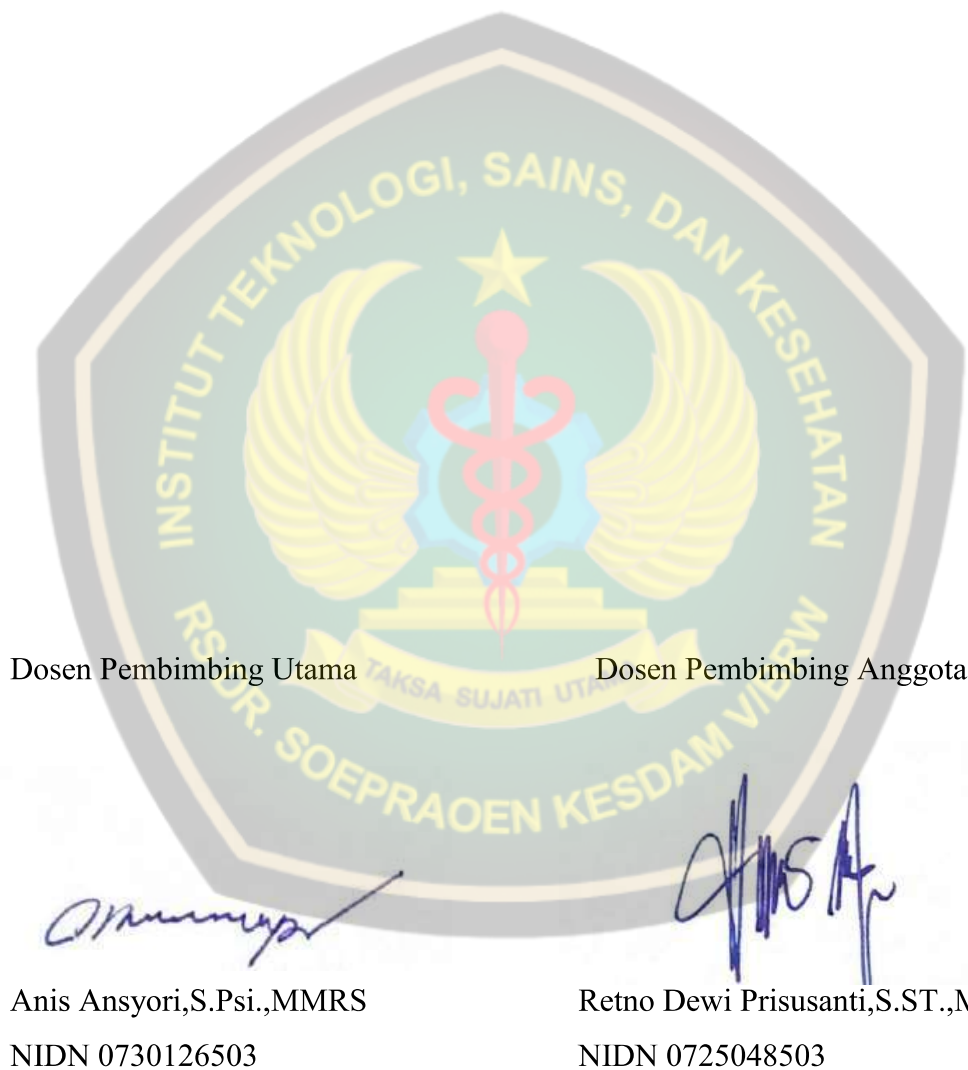 INSTITUT TEKNOLOGI, SAINS, DAN KESEHATAN
RS DR. SOEPRAOEN KESDAM V/BRW
TAKSA SUJATI UTAMA
Dosen Pembimbing Utama Dosen Pembimbing Anggota
Anis Ansyori,S.Psi.,MMRS Retno Dewi Prisusanti,S.ST.,M
NIDN 0730126503 NIDN 0725048503